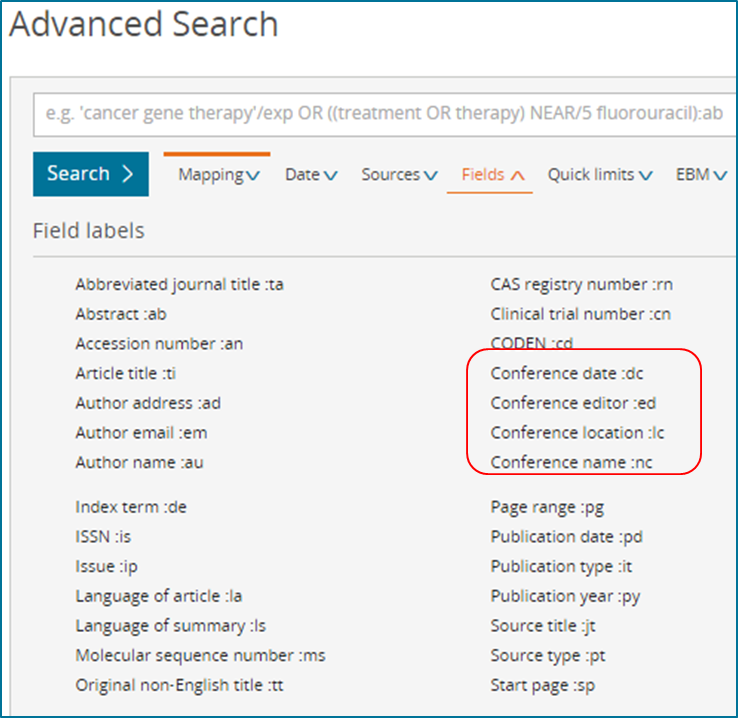 Advanced Search
e.g. 'cancer gene therapy'/exp OR ((treatment OR therapy) NEAR/5 fluorouracil):ab
Search Mapping Date Sources Fields Quick limits EBM
Field labels
Abbreviated journal title :ta
Abstract :ab
Accession number :an
Article title :ti
Author address :ad
Author email :em
Author name :au
CAS registry number :rn
Clinical trial number :cn
CODEN :cd
Conference date :dc
Conference editor :ed
Conference location :lc
Conference name :nc
Index term :de
ISSN :is
Issue :ip
Language of article :la
Language of summary :ls
Molecular sequence number :ms
Original non-English title :tt
Page range :pg
Publication date :pd
Publication type :it
Publication year :py
Source title :jt
Source type :pt
Start page :sp